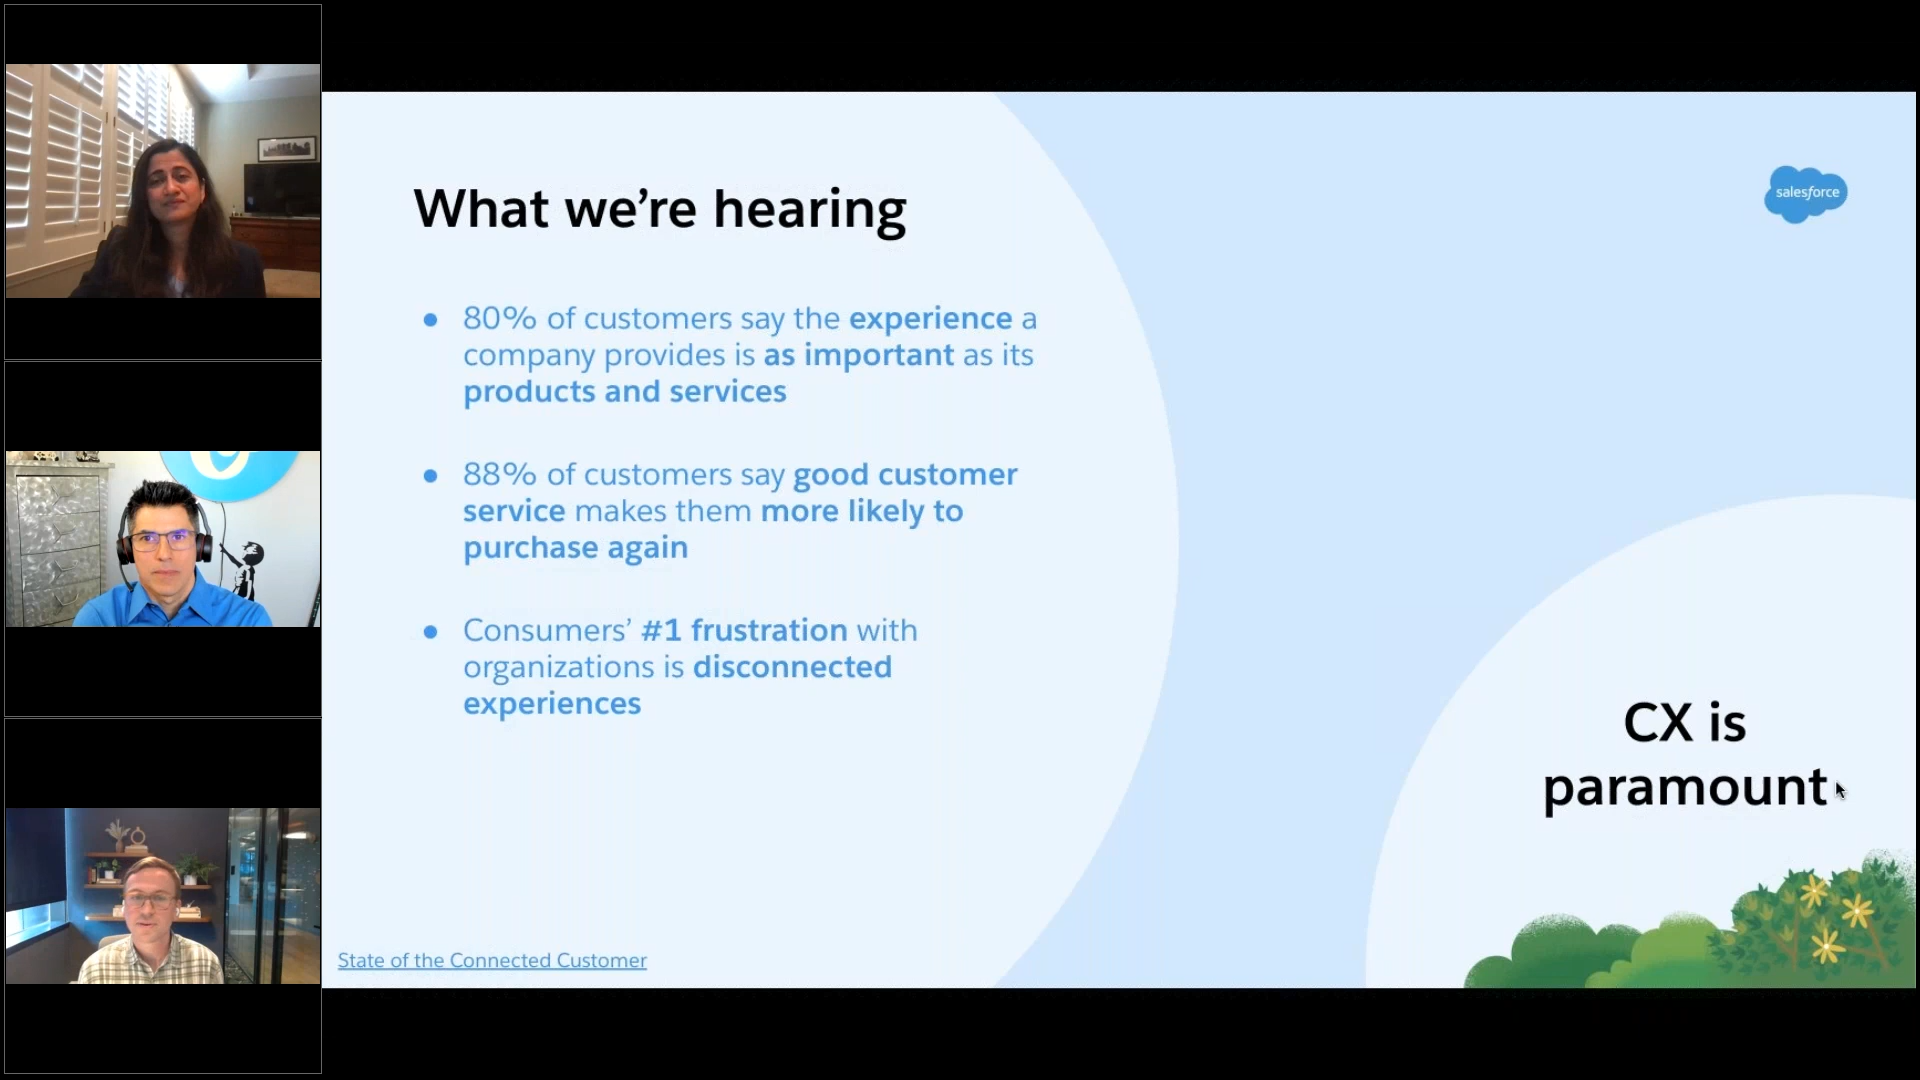 What we're hearing
salesforce
● 80% of customers say the experience a
company provides is as important as its
products and services
● 88% of customers say good customer
service makes them more likely to
purchase again
● Consumers' #1 frustration with
organizations is disconnected
experiences
CX is
paramount
State of the Connected Customer